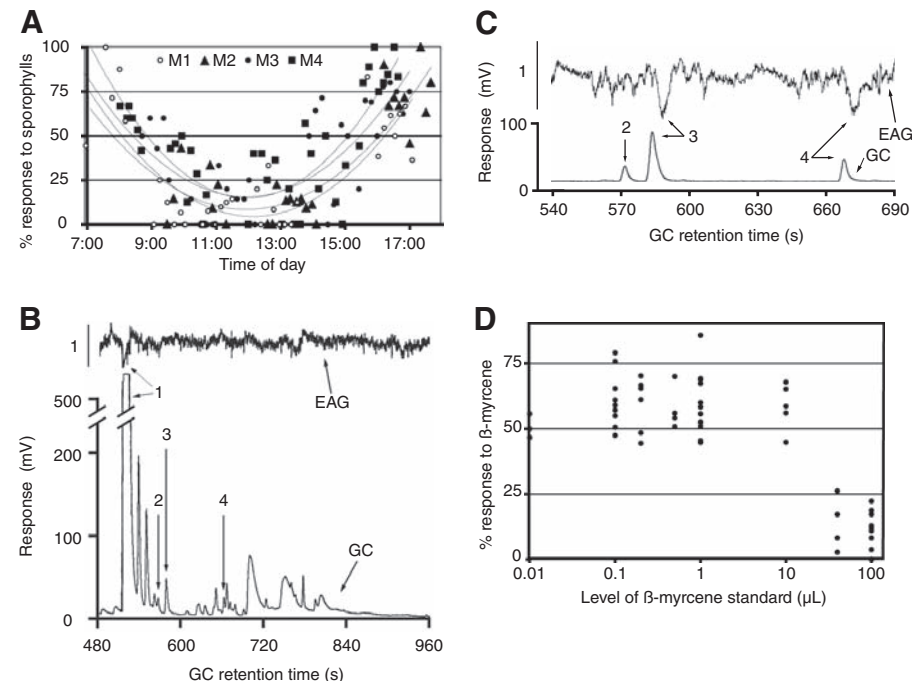 A
% response to sporophylls
100
75
50
25
0
M1 M2 M3 M4
7:00 9:00 11:00 13:00 15:00 17:00
Time of day
C
Response (mV)
1
100
50
0
2
3
4
EAG
GC
540 570 600 630 660 690
GC retention time (s)
B
Response (mV)
1
500
200
100
0
1
2
3
4
EAG
GC
480 600 720 840 960
GC retention time (s)
D
% response to ß-myrcene
75
50
25
0
0.01 0.1 1 10 100
Level of ß-myrcene standard (µL)